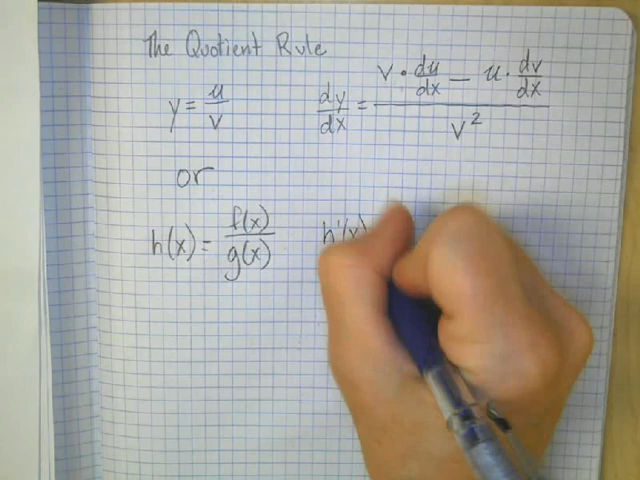 The Quotient Rule
y = u/v dy/dx = (v · du/dx − u · dv/dx)/v²
or
h(x) = f(x)/g(x) h'(x)